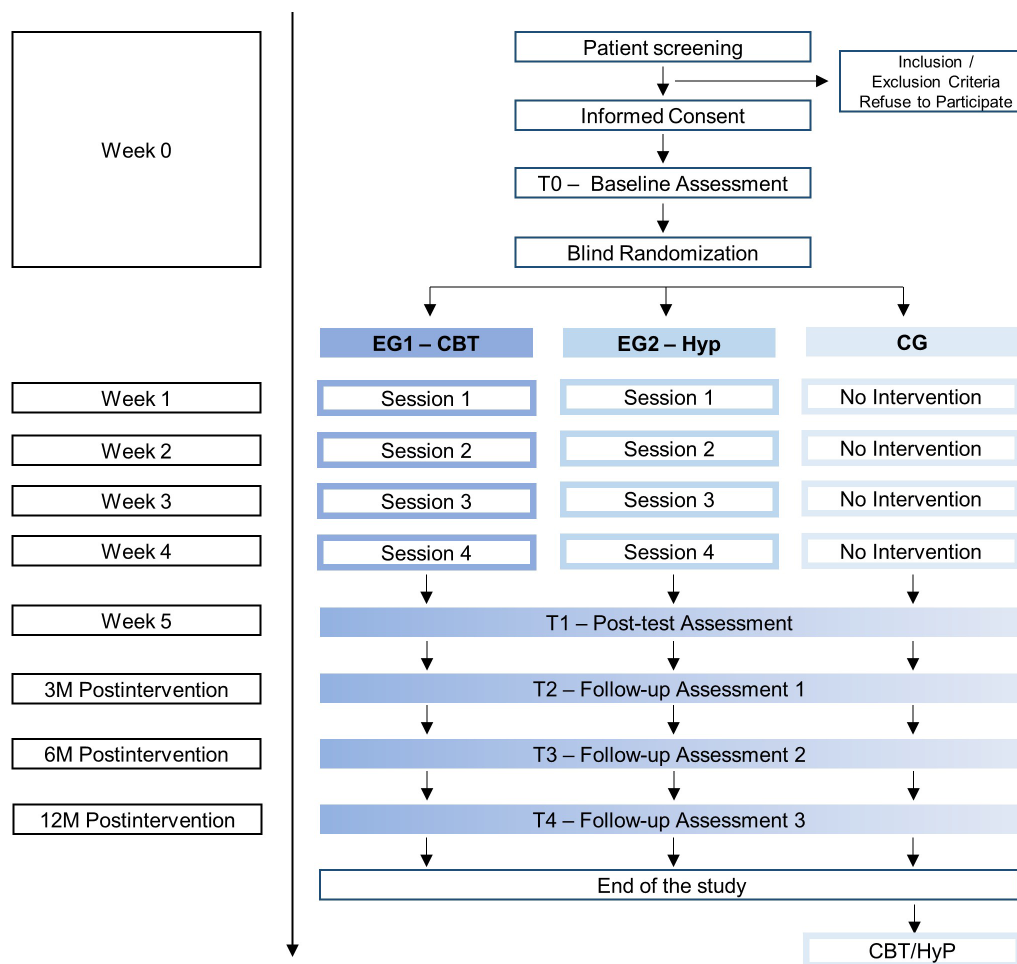 Patient screening
Inclusion /
Exclusion Criteria
Refuse to Participate
Week 0
Informed Consent
T0 –  Baseline Assessment
Blind Randomization
EG1 – CBT
EG2 – Hyp
CG
Week 1
Session 1
Session 1
No Intervention
Week 2
Session 2
Session 2
No Intervention
Week 3
Session 3
Session 3
No Intervention
Week 4
Session 4
Session 4
No Intervention
Week 5
T1 – Post-test Assessment
3M Postintervention
T2 – Follow-up Assessment 1
6M Postintervention
T3 – Follow-up Assessment 2
12M Postintervention
T4 – Follow-up Assessment 3
End of the study
CBT/HyP